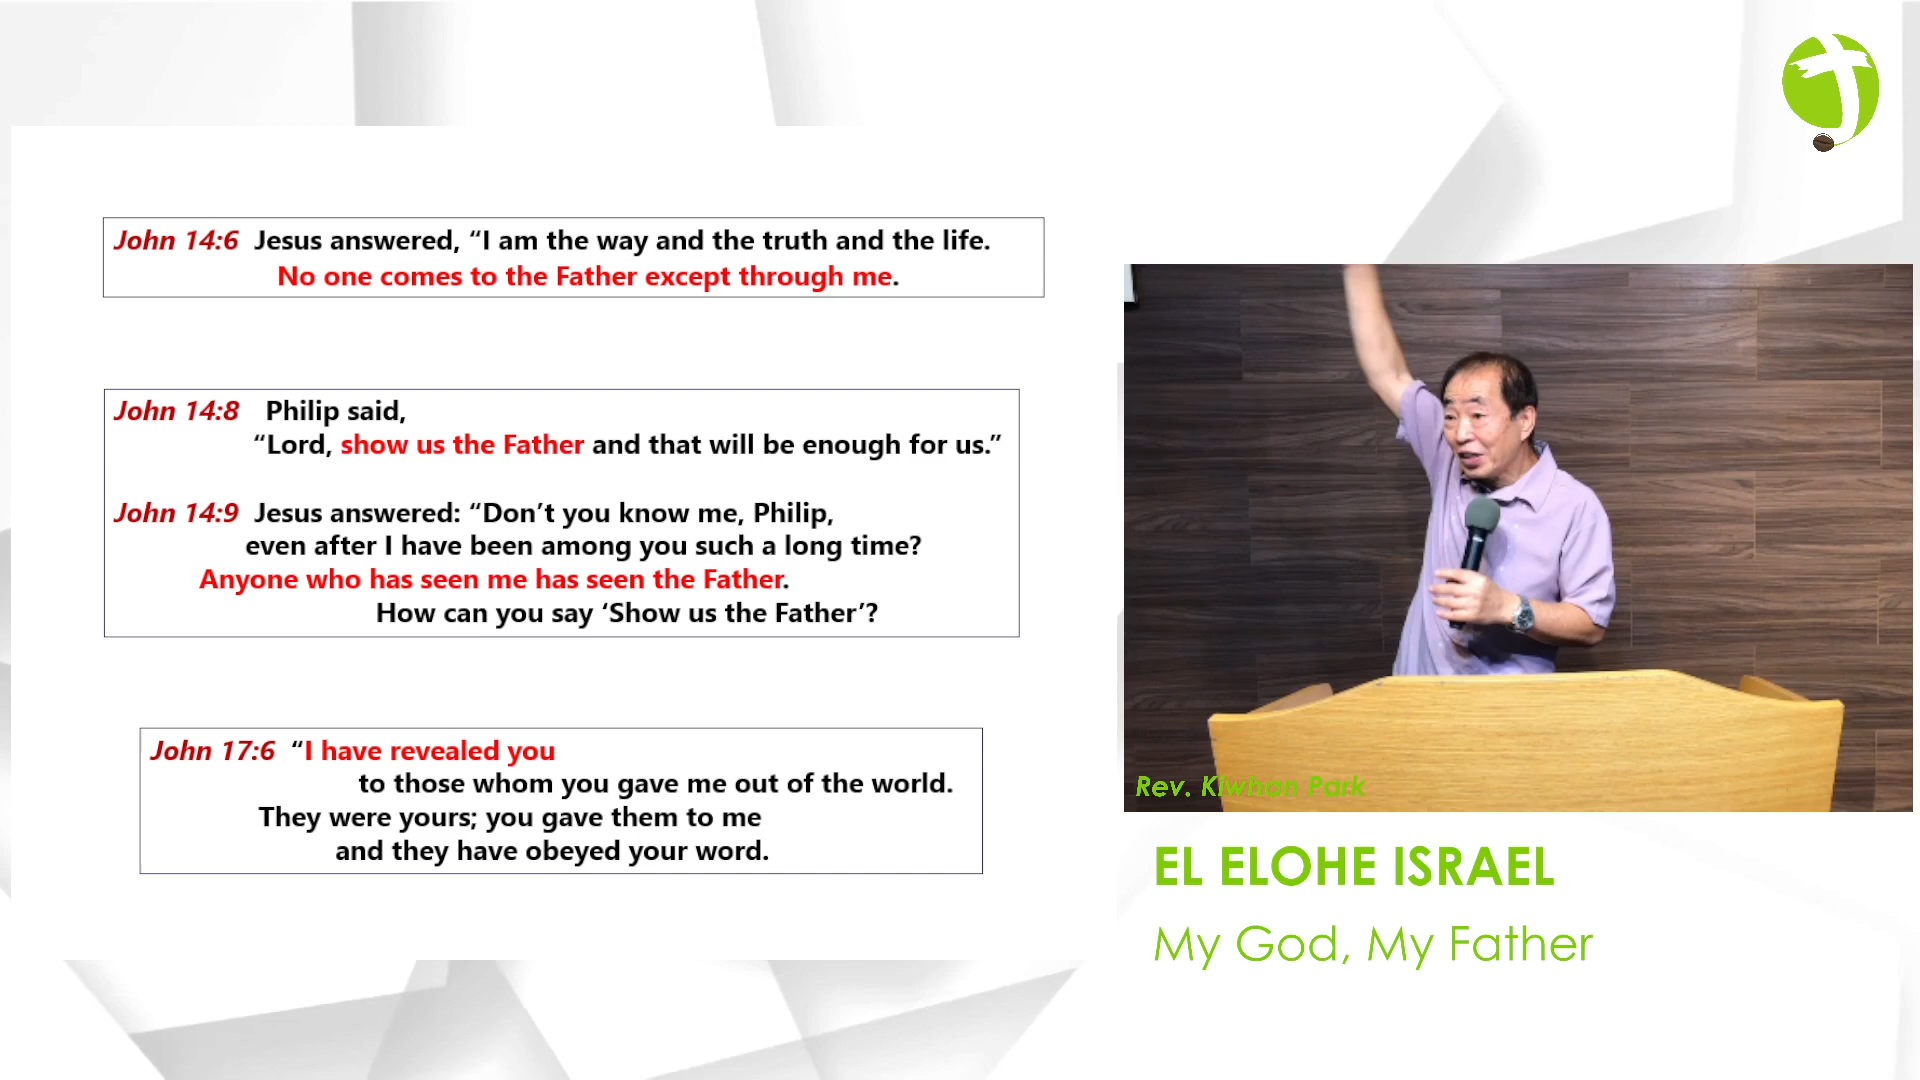 John 14:6 Jesus answered, “I am the way and the truth and the life.
No one comes to the Father except through me.
John 14:8 Philip said,
“Lord, show us the Father and that will be enough for us.”
John 14:9 Jesus answered: “Don’t you know me, Philip,
even after I have been among you such a long time?
Anyone who has seen me has seen the Father.
How can you say ‘Show us the Father’?
John 17:6 “I have revealed you
to those whom you gave me out of the world.
They were yours; you gave them to me
and they have obeyed your word.
Rev. Kiwhan Park
EL ELOHE ISRAEL
My God, My Father